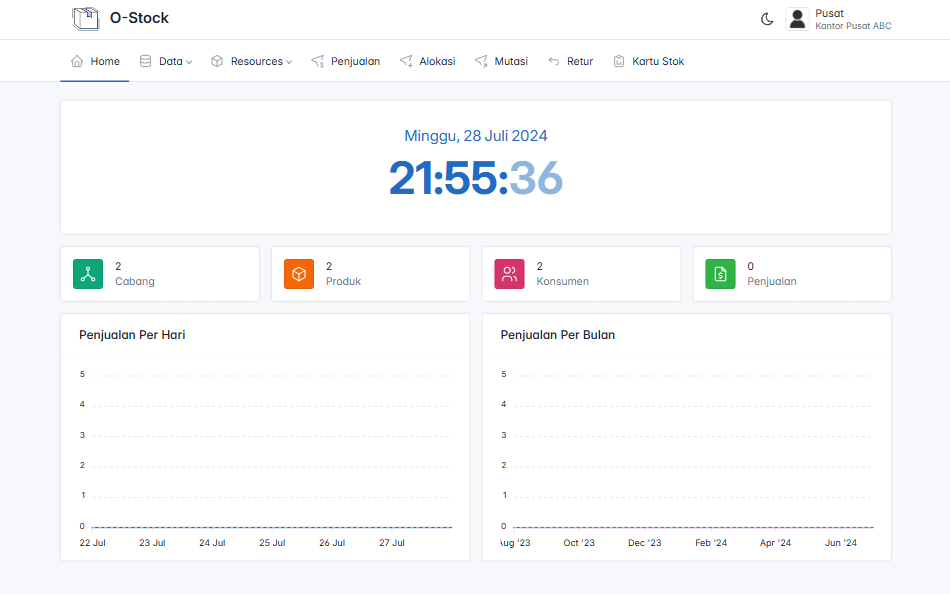 O-Stock
Pusat
Kantor Pusat ABC
Home Data Resources Penjualan Alokasi Mutasi Retur Kartu Stok
Minggu, 28 Juli 2024
21:55:36
2
Cabang
2
Produk
2
Konsumen
0
Penjualan
Penjualan Per Hari
5
4
3
2
1
0
22 Jul 23 Jul 24 Jul 25 Jul 26 Jul 27 Jul
Penjualan Per Bulan
5
4
3
2
1
0
Aug '23 Oct '23 Dec '23 Feb '24 Apr '24 Jun '24